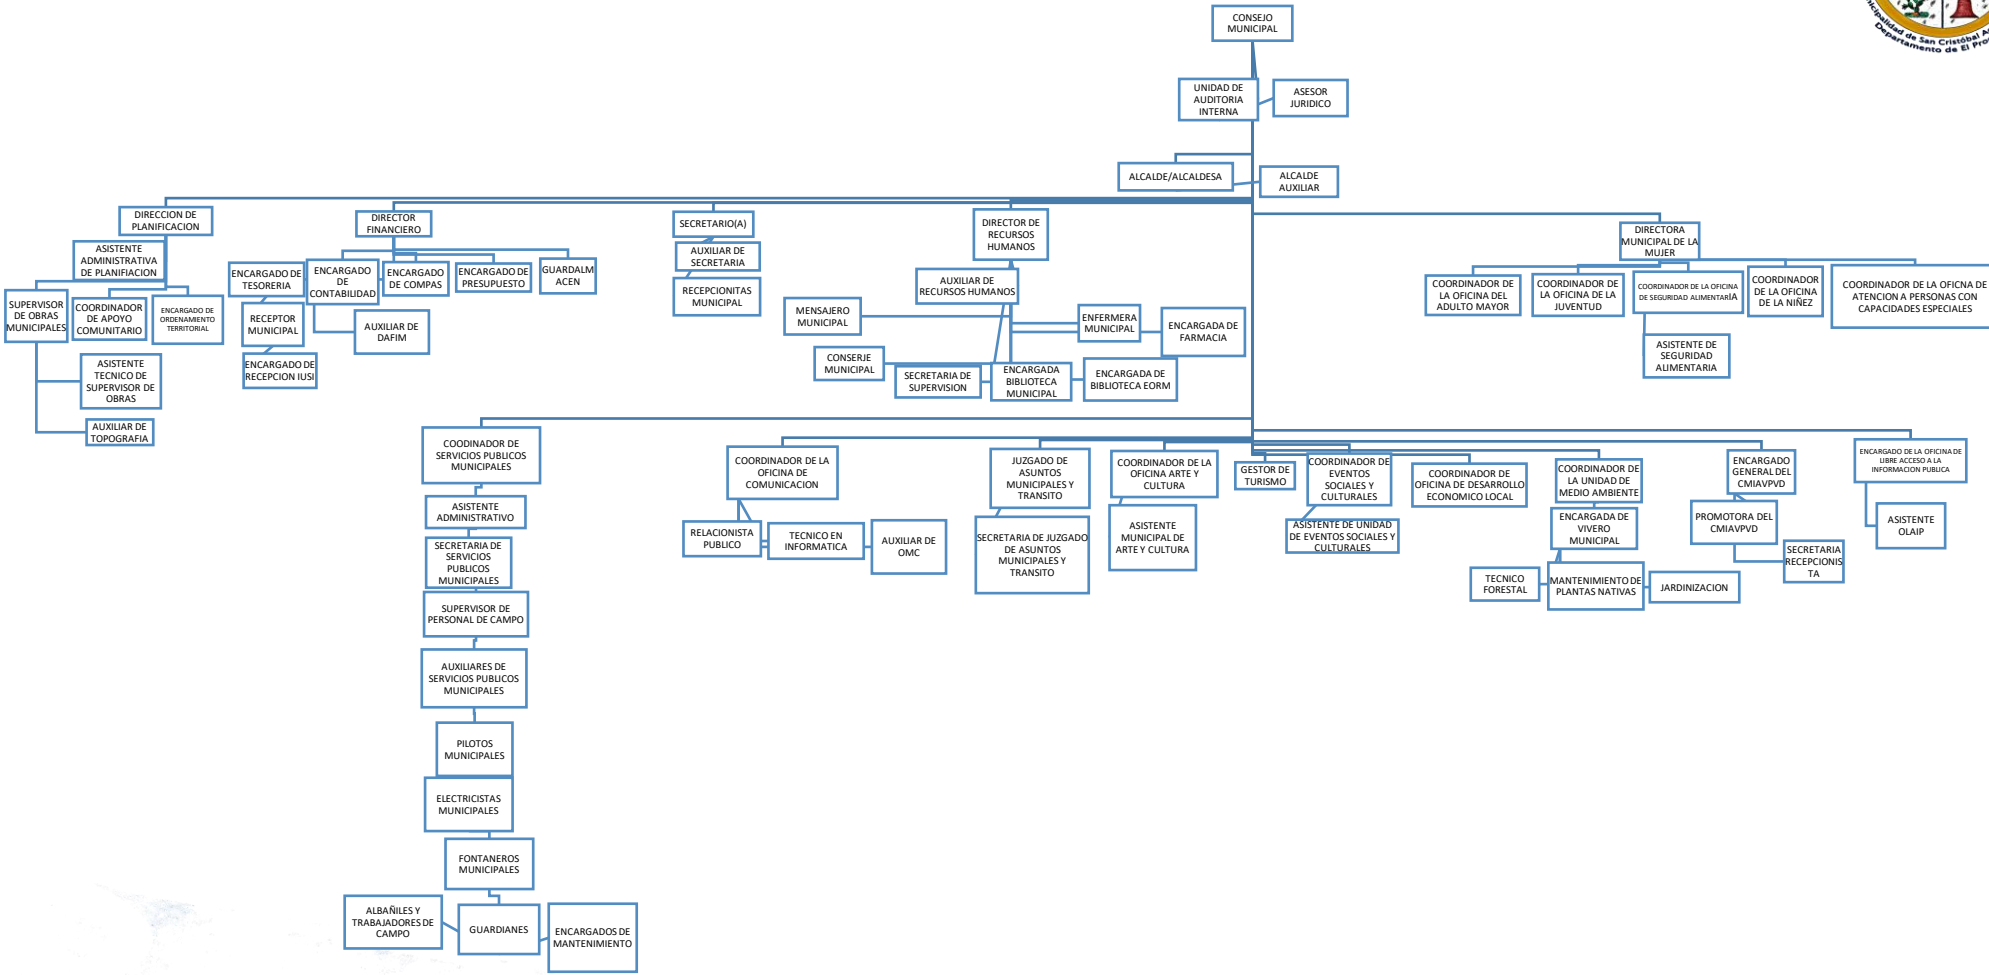 CONSEJO
MUNICIPAL
de San Cristóbal
Departamento de El
UNIDAD DE
AUDITORIA
INTERNA
ASESOR
JURIDICO
ALCALDE/ALCALDESA
ALCALDE
AUXILIAR
DIRECCION DE
PLANIFICACION
DIRECTOR
FINANCIERO
SECRETARIO(A)
DIRECTOR DE
RECURSOS
HUMANOS
DIRECTORA
MUNICIPAL DE LA
MUJER
ASISTENTE
ADMINISTRATIVA
DE PLANIFIACION
SUPERVISOR
DE OBRAS
MUNICIPALES
COORDINADOR
DE APOYO
COMUNITARIO
ENCARGADO DE
ORDENAMIENTO
TERRITORIAL
ASISTENTE
TECNICO DE
SUPERVISOR DE
OBRAS
AUXILIAR DE
TOPOGRAFIA
ENCARGADO DE
TESORERIA
ENCARGADO
DE
CONTABILIDAD
ENCARGADO
DE COMPAS
ENCARGADO DE
PRESUPUESTO
GUARDALM
ACEN
RECEPTOR
MUNICIPAL
AUXILIAR DE
DAFIM
ENCARGADO DE
RECEPCION IUSI
AUXILIAR DE
SECRETARIA
RECEPCIONITAS
MUNICIPAL
AUXILIAR DE
RECURSOS HUMANOS
MENSAJERO
MUNICIPAL
ENFERMERA
MUNICIPAL
ENCARGADA DE
FARMACIA
CONSERJE
MUNICIPAL
SECRETARIA DE
SUPERVISION
ENCARGADA
BIBLIOTECA
MUNICIPAL
ENCARGADA DE
BIBLIOTECA EORM
COORDINADOR DE
LA OFICINA DEL
ADULTO MAYOR
COORDINADOR DE
LA OFICINA DE LA
JUVENTUD
COORDINADOR DE LA OFICINA
DE SEGURIDAD ALIMENTARIA
COORDINADOR
DE LA OFICINA
DE LA NIÑEZ
COORDINADOR DE LA OFICNA DE
ATENCION A PERSONAS CON
CAPACIDADES ESPECIALES
ASISTENTE DE
SEGURIDAD
ALIMENTARIA
COODINADOR DE
SERVICIOS PUBLICOS
MUNICIPALES
ASISTENTE
ADMINISTRATIVO
SECRETARIA DE
SERVICIOS
PUBLICOS
MUNICIPALES
SUPERVISOR DE
PERSONAL DE CAMPO
AUXILIARES DE
SERVICIOS PUBLICOS
MUNICIPALES
PILOTOS
MUNICIPALES
ELECTRICISTAS
MUNICIPALES
FONTANEROS
MUNICIPALES
ALBAÑILES Y
TRABAJADORES DE
CAMPO
GUARDIANES
ENCARGADOS DE
MANTENIMIENTO
COORDINADOR DE LA
OFICINA DE
COMUNICACION
RELACIONISTA
PUBLICO
TECNICO EN
INFORMATICA
AUXILIAR DE
OMC
JUZGADO DE
ASUNTOS
MUNICIPALES Y
TRANSITO
SECRETARIA DE JUZGADO
DE ASUNTOS
MUNICIPALES Y
TRANSITO
COORDINADOR DE LA
OFICINA ARTE Y
CULTURA
ASISTENTE
MUNICIPAL DE
ARTE Y CULTURA
GESTOR DE
TURISMO
COORDINADOR DE
EVENTOS
SOCIALES Y
CULTURALES
ASISTENTE DE UNIDAD
DE EVENTOS SOCIALES Y
CULTURALES
COORDINADOR DE
OFICINA DE DESARROLLO
ECONOMICO LOCAL
COORDINADOR DE
LA UNIDAD DE
MEDIO AMBIENTE
ENCARGADA DE
VIVERO
MUNICIPAL
TECNICO
FORESTAL
MANTENIMIENTO DE
PLANTAS NATIVAS
JARDINIZACION
ENCARGADO
GENERAL DEL
CMIAVPVD
PROMOTORA DEL
CMIAVPVD
SECRETARIA
RECEPCIONIS
TA
ENCARGADO DE LA OFICINA DE
LIBRE ACCESO A LA
INFORMACION PUBLICA
ASISTENTE
OLAIP